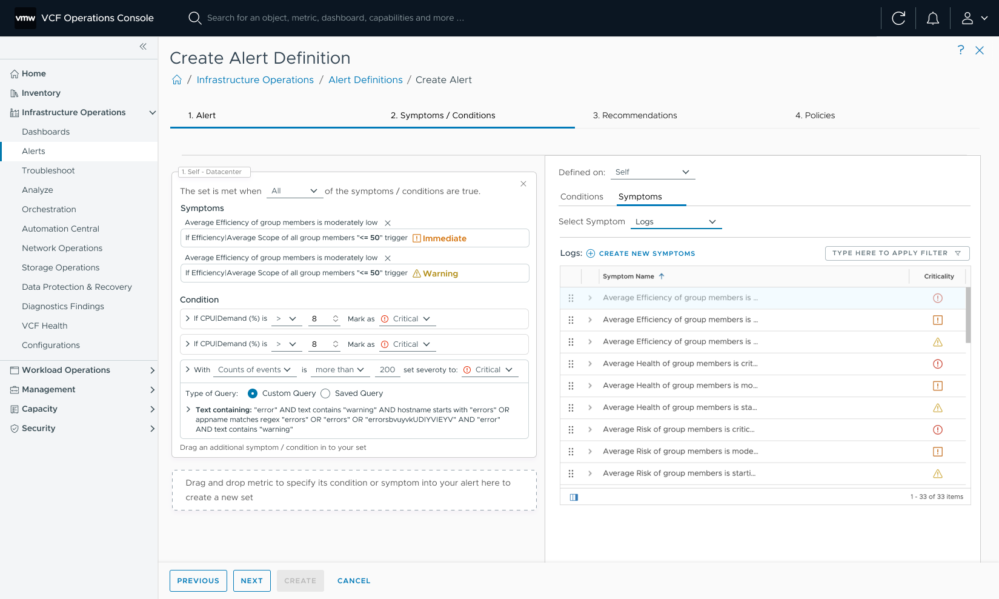 vmw VCF Operations Console
Search for an object, metric, dashboard, capabilities and more ...
Home
Inventory
Infrastructure Operations
Dashboards
Alerts
Troubleshoot
Analyze
Orchestration
Automation Central
Network Operations
Storage Operations
Data Protection & Recovery
Diagnostics Findings
VCF Health
Configurations
Workload Operations
Management
Capacity
Security
Create Alert Definition
?
/ Infrastructure Operations / Alert Definitions / Create Alert
1. Alert
2. Symptoms / Conditions
3. Recommendations
4. Policies
1. Self - Datacenter
The set is met when All of the symptoms / conditions are true.
Symptoms
Average Efficiency of group members is moderately low
If Efficiency|Average Scope of all group members "<= 50" trigger Immediate
Average Efficiency of group members is moderately low
If Efficiency|Average Scope of all group members "<= 50" trigger Warning
Condition
If CPU|Demand (%) is > 8 Mark as Critical
If CPU|Demand (%) is > 8 Mark as Critical
With Counts of events is more than 200 set severoty to: Critical
Type of Query: Custom Query Saved Query
Text containing: "error" AND text contains "warning" AND hostname starts with "errors" OR
appname matches regex "errors" OR "errors" OR "errorsbvuyvkUDIYVIEYV" AND "error"
AND text contains "warning"
Drag an additional symptom / condition in to your set
Drag and drop metric to specify its condition or symptom into your alert here to
create a new set
Defined on: Self
Conditions Symptoms
Select Symptom Logs
Logs: CREATE NEW SYMPTOMS TYPE HERE TO APPLY FILTER
Symptom Name Criticality
Average Efficiency of group members is ...
Average Efficiency of group members is ...
Average Efficiency of group members is ...
Average Health of group members is crit...
Average Health of group members is mo...
Average Health of group members is sta...
Average Risk of group members is critic...
Average Risk of group members is mode...
Average Risk of group members is starti...
1 - 33 of 33 items
PREVIOUS NEXT CREATE CANCEL